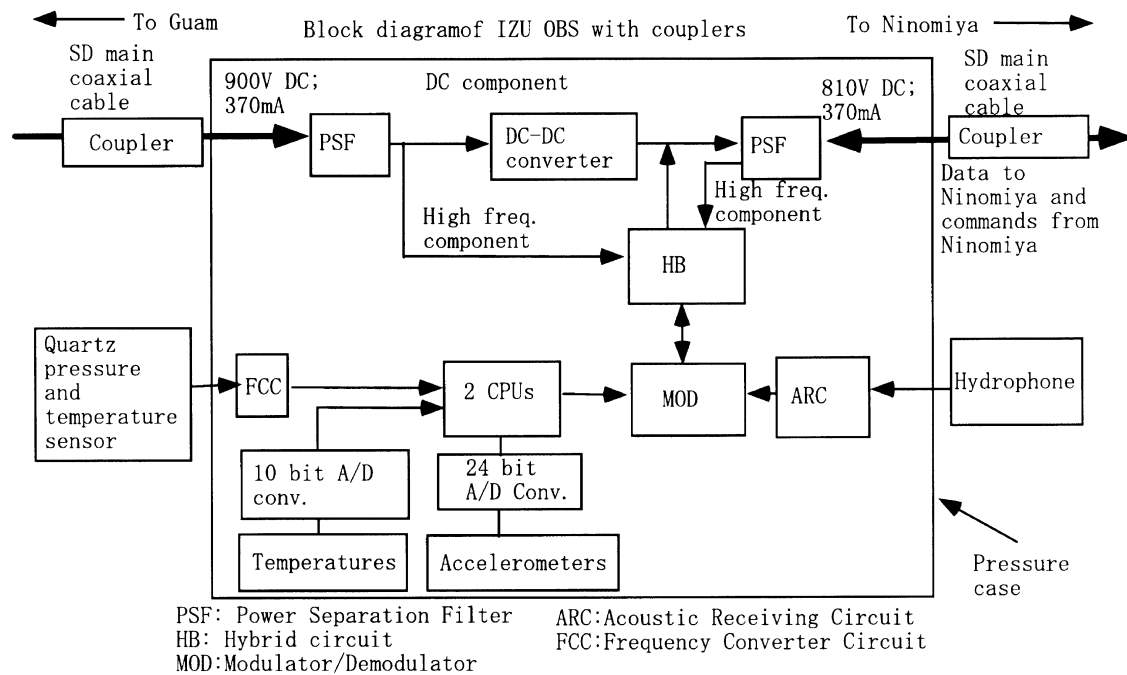 To Guam
Block diagramof IZU OBS with couplers
To Ninomiya
SD main
coaxial
cable
900V DC;
370mA
DC component
810V DC;
370mA
SD main
coaxial
cable
Coupler
PSF
DC-DC
converter
PSF
Coupler
High freq.
component
High freq.
component
Data to
Ninomiya and
commands from
Ninomiya
HB
Quartz
pressure
and
temperature
sensor
FCC
2 CPUs
MOD
ARC
Hydrophone
10 bit A/D
conv.
24 bit
A/D Conv.
Temperatures
Accelerometers
Pressure
case
PSF: Power Separation Filter
HB: Hybrid circuit
MOD:Modulator/Demodulator
ARC:Acoustic Receiving Circuit
FCC:Frequency Converter Circuit